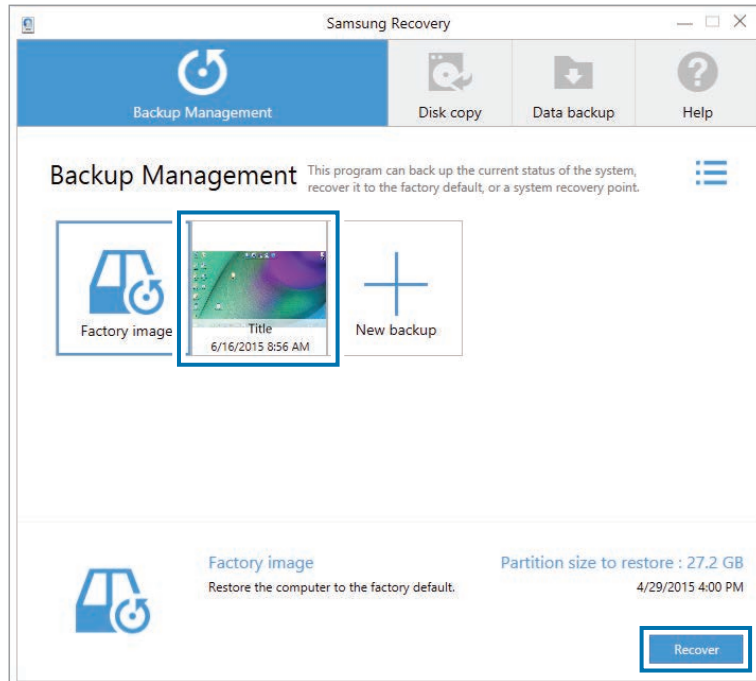 Samsung Recovery
Backup Management
Disk copy
Data backup
Help
Backup Management
This program can back up the current status of the system,
recover it to the factory default, or a system recovery point.
Factory image
Title
6/16/2015 8:56 AM
New backup
Factory image
Partition size to restore : 27.2 GB
Restore the computer to the factory default.
4/29/2015 4:00 PM
Recover